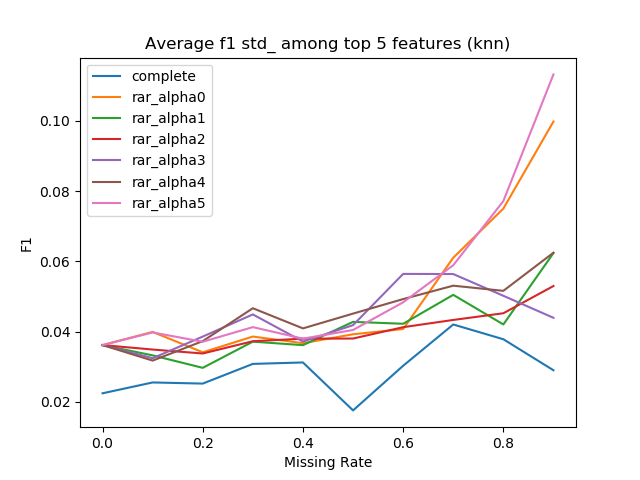 Average f1 std_ among top 5 features (knn)
complete
rar_alpha0
rar_alpha1
rar_alpha2
rar_alpha3
rar_alpha4
rar_alpha5
F1
0.10
0.08
0.06
0.04
0.02
0.0 0.2 0.4 0.6 0.8
Missing Rate